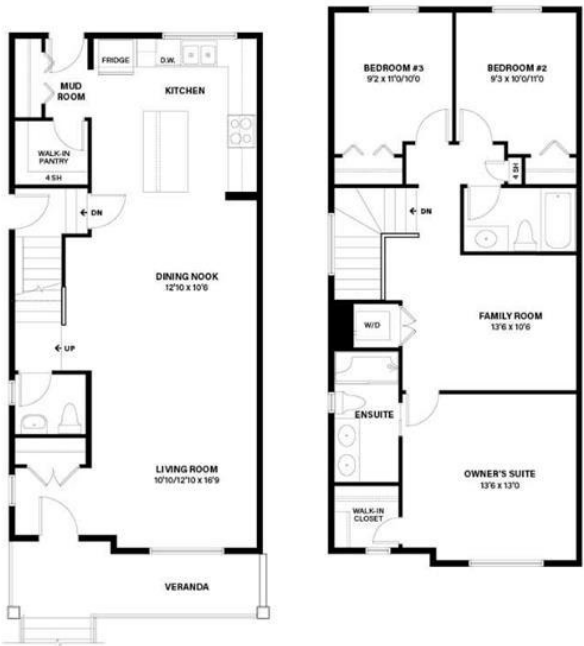 FRIDGE
D.W.
KITCHEN
MUD
ROOM
WALK-IN
PANTRY
4 SH
← DN
DINING NOOK
12'10 x 10'6
← UP
LIVING ROOM
10'10/12'10 x 16'9
VERANDA
BEDROOM #3
9'2 x 11'0/10'0
BEDROOM #2
9'3 x 10'0/11'0
4 SH
← DN
FAMILY ROOM
13'6 x 10'6
W/D
ENSUITE
OWNER'S SUITE
13'6 x 13'0
WALK-IN
CLOSET